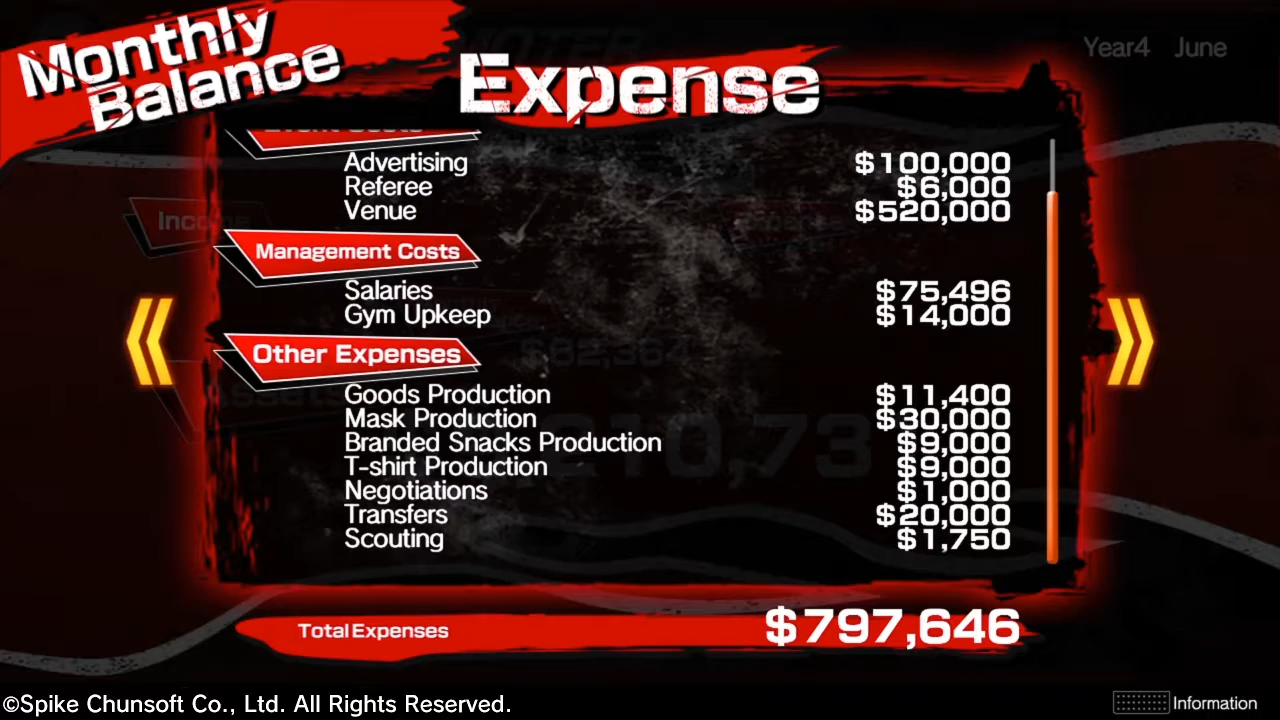 Monthly
Balance
Expense
Year4 June
Event Costs
Advertising $100,000
Referee $6,000
Venue $520,000
Management Costs
Salaries $75,496
Gym Upkeep $14,000
Other Expenses
Goods Production $11,400
Mask Production $30,000
Branded Snacks Production $9,000
T-shirt Production $9,000
Negotiations $1,000
Transfers $20,000
Scouting $1,750
Total Expenses $797,646
©Spike Chunsoft Co., Ltd. All Rights Reserved.
Information